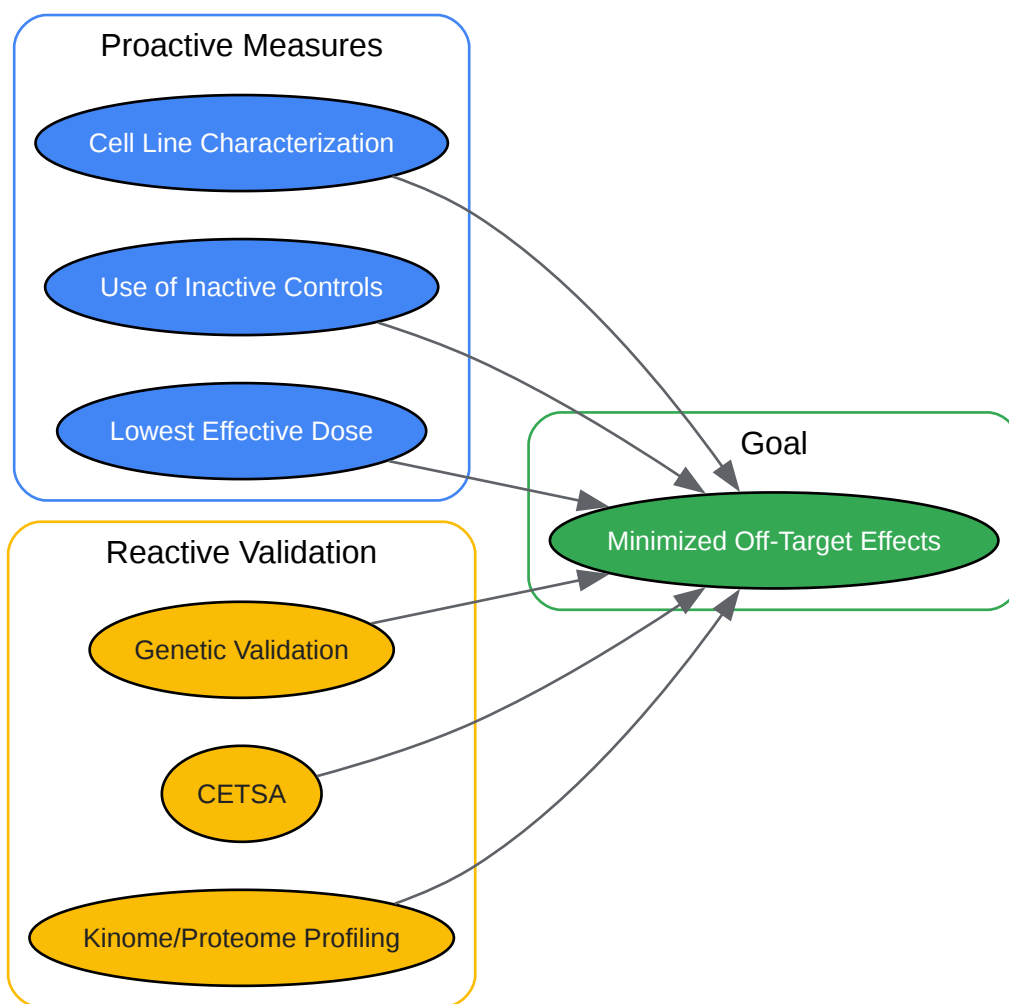 Proactive Measures
Cell Line Characterization
Use of Inactive Controls
Lowest Effective Dose
Goal
Minimized Off-Target Effects
Reactive Validation
Genetic Validation
CETSA
Kinome/Proteome Profiling